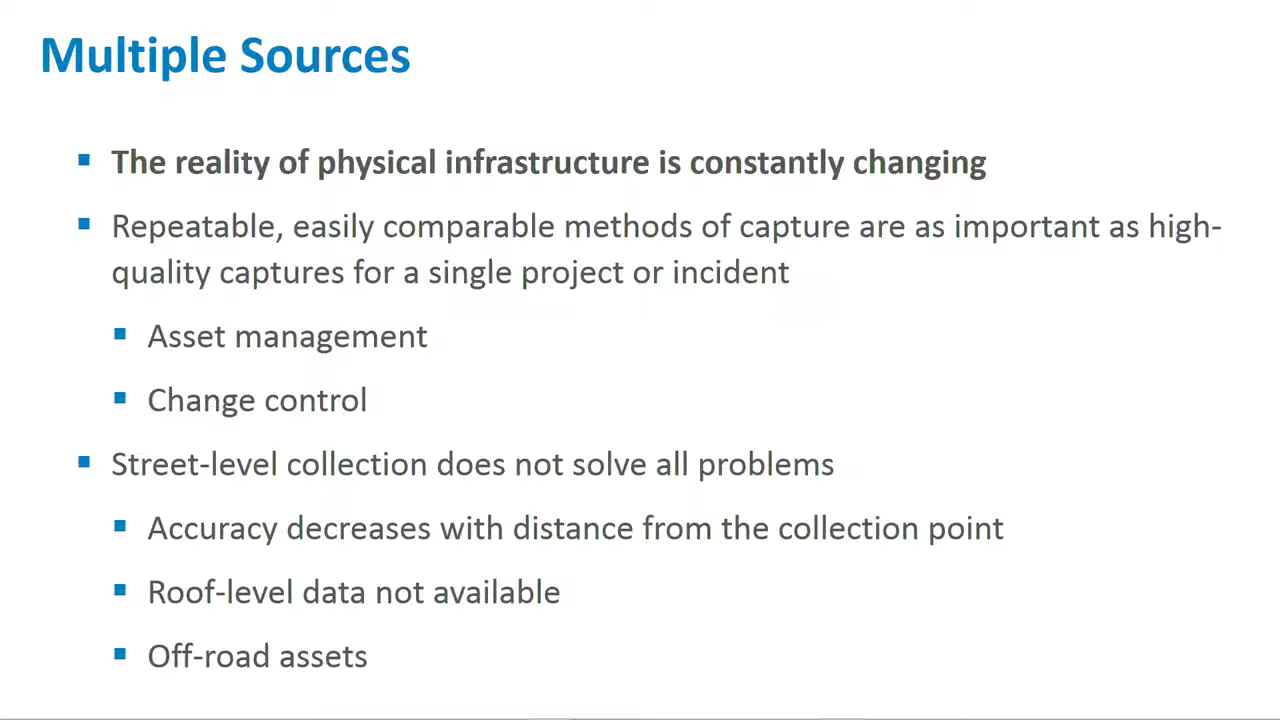 Multiple Sources
The reality of physical infrastructure is constantly changing
Repeatable, easily comparable methods of capture are as important as high-
quality captures for a single project or incident
Asset management
Change control
Street-level collection does not solve all problems
Accuracy decreases with distance from the collection point
Roof-level data not available
Off-road assets